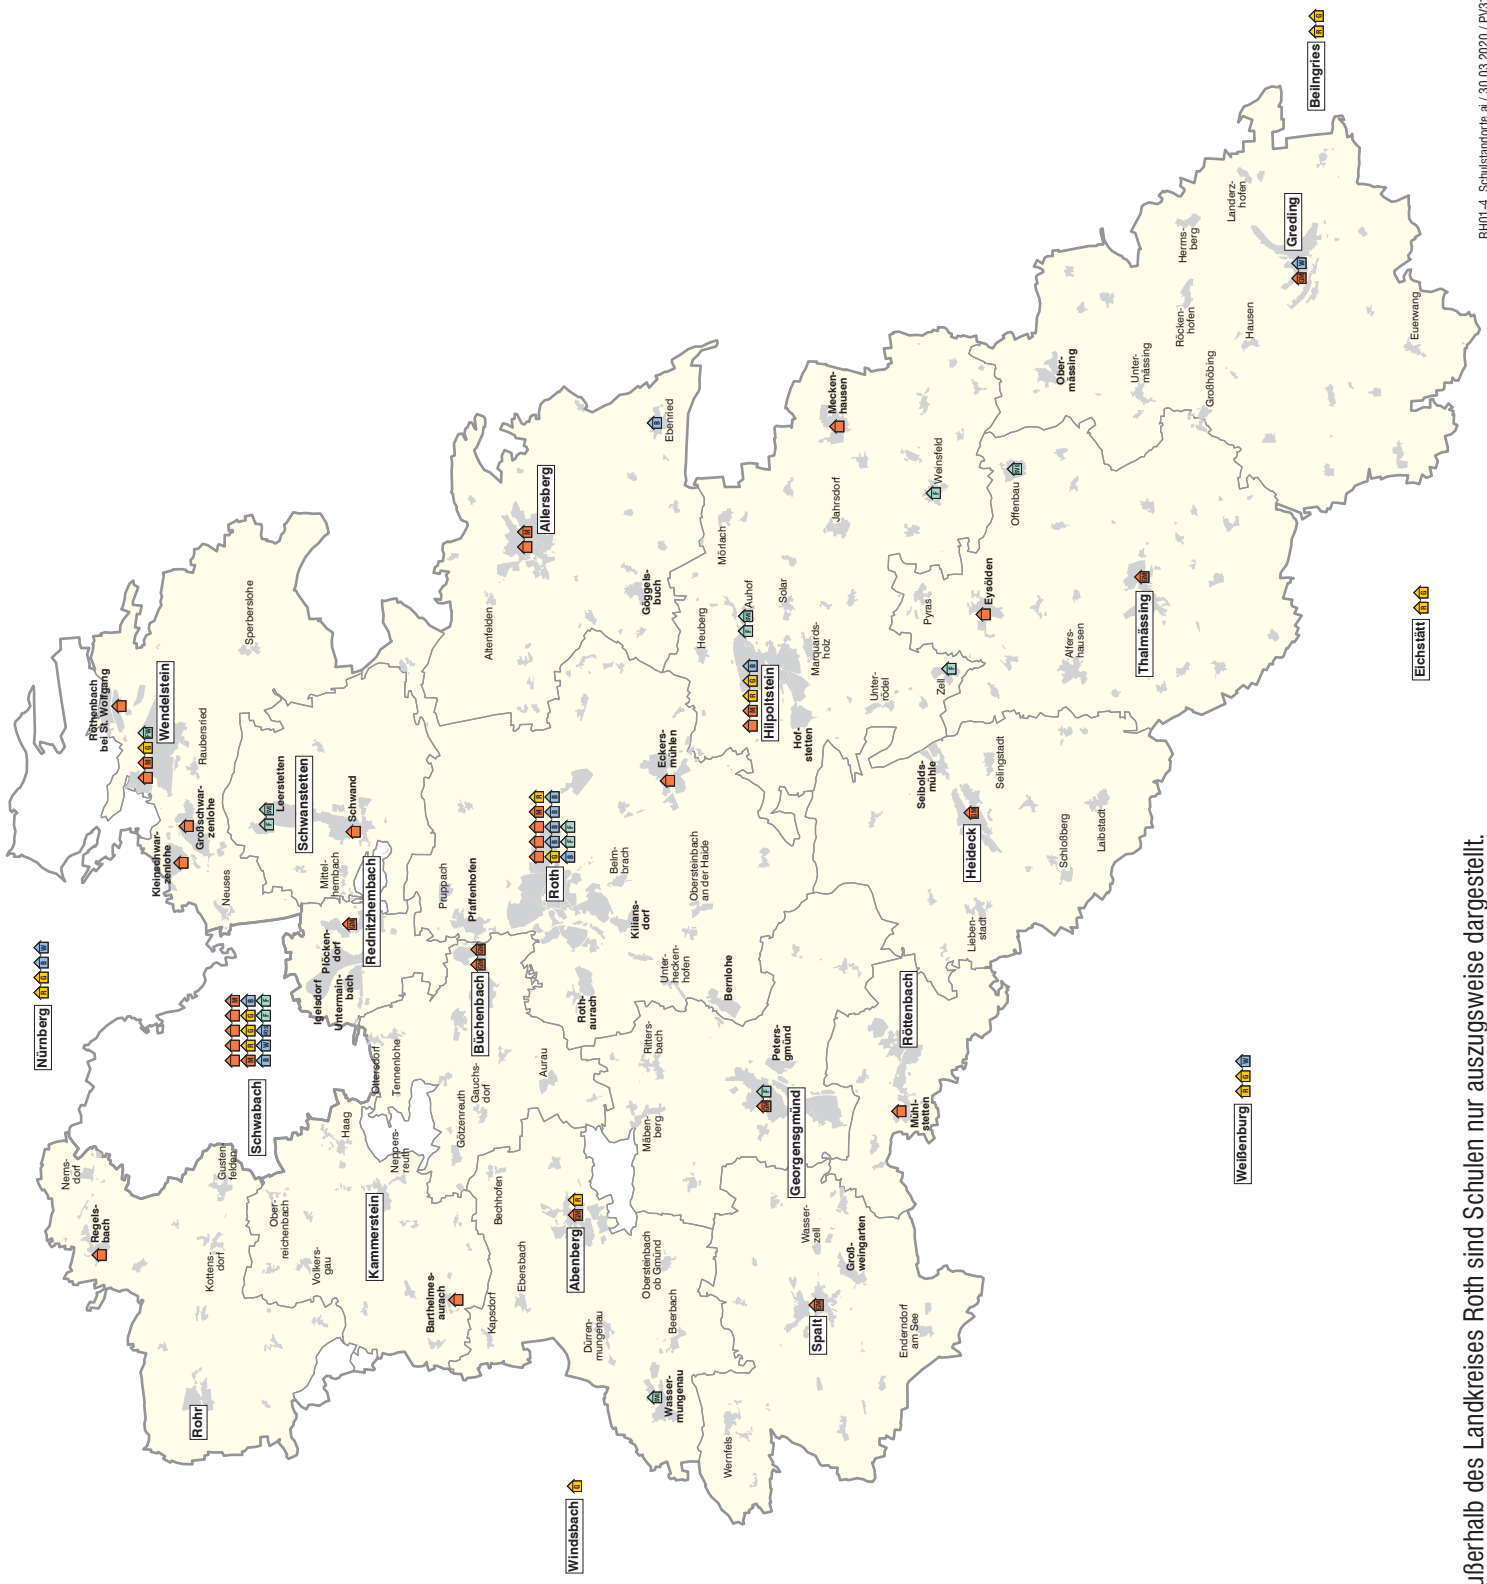 Nürnberg
R G B W
Nems-
dorf
Regels-
bach
Röthenbach
bei St. Wolfgang
Wendelstein
M G
Kleinschwar-
zenlohe
Großschwar-
zenlohe
Raubersried
Sperberslohe
Neuses
Rohr
Kottens-
dorf
Gusten-
felden
Schwabach
M
M R G G B
B W F F
Ober-
reichenbach
Volkers-
gau
Haag
Kammerstein
Neppers-
reuth
Ottersdorf
Tennenlohe
Igelsdorf
Untermain-
bach
Plöcken-
dorf
Rednitzhembach
Mittel-
hembach
Leerstetten
F
Schwanstetten
Schwand
Barthelmes-
aurach
Kapsdorf
Götzenreuth
Gauchs-
dorf
Büchenbach
Pfaffenhofen
Pruppach
Altenfelden
Allersberg
M
Bechhofen
Ebersbach
Aurau
Roth
M R
G B B B
B F F
Windsbach
G
Abenberg
R
Dürren-
mungenau
Roth-
aurach
Belm-
brach
Kilians-
dorf
Göggels-
buch
B
Ebenried
Wasser-
mungenau
Beerbach
Obersteinbach
ob Gmünd
Mäben-
berg
Ritters-
bach
Unter-
hecken-
hofen
Eckers-
mühlen
Obersteinbach
an der Haide
Heuberg
Mörlach
Wernfels
Bernlohe
Auhof
F
Hilpoltstein
M R G B
Solar
Peters-
gmünd
F
Georgensgmünd
Hof-
stetten
Marquards-
holz
Jahrsdorf
Mecken-
hausen
Spalt
Wasser-
zell
Groß-
weingarten
Enderndorf
am See
Mühl-
stetten
Röttenbach
Unter-
rödel
Zell
F
Pyras
Weinsfeld
F
Seibolds-
mühle
Heideck
Selingstadt
Lieben-
stadt
Eysölden
Offenbau
Schloßberg
Laibstadt
Alfers-
hausen
Ober-
mässing
Thalmässing
Unter-
mässing
Röcken-
hofen
Herms-
berg
Großhöbing
Landerz-
hofen
Hausen
Greding
W
Weißenburg
R G W
Beilngries
R G
Euerwang
Eichstätt
R G
ußerhalb des Landkreises Roth sind Schulen nur auszugsweise dargestellt.